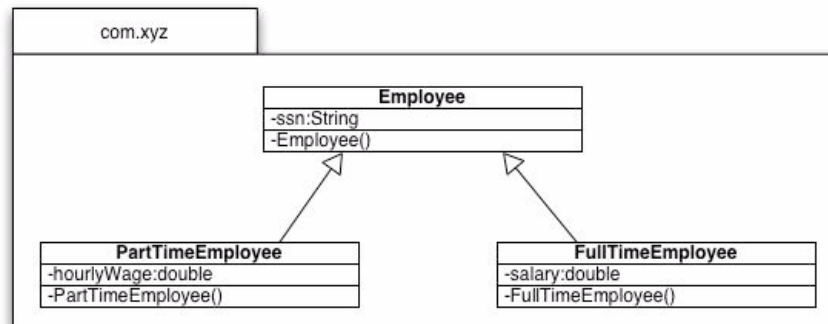 com.xyz
Employee
-ssn:String
-Employee()
PartTimeEmployee
-hourlyWage:double
-PartTimeEmployee()
FullTimeEmployee
-salary:double
-FullTimeEmployee()